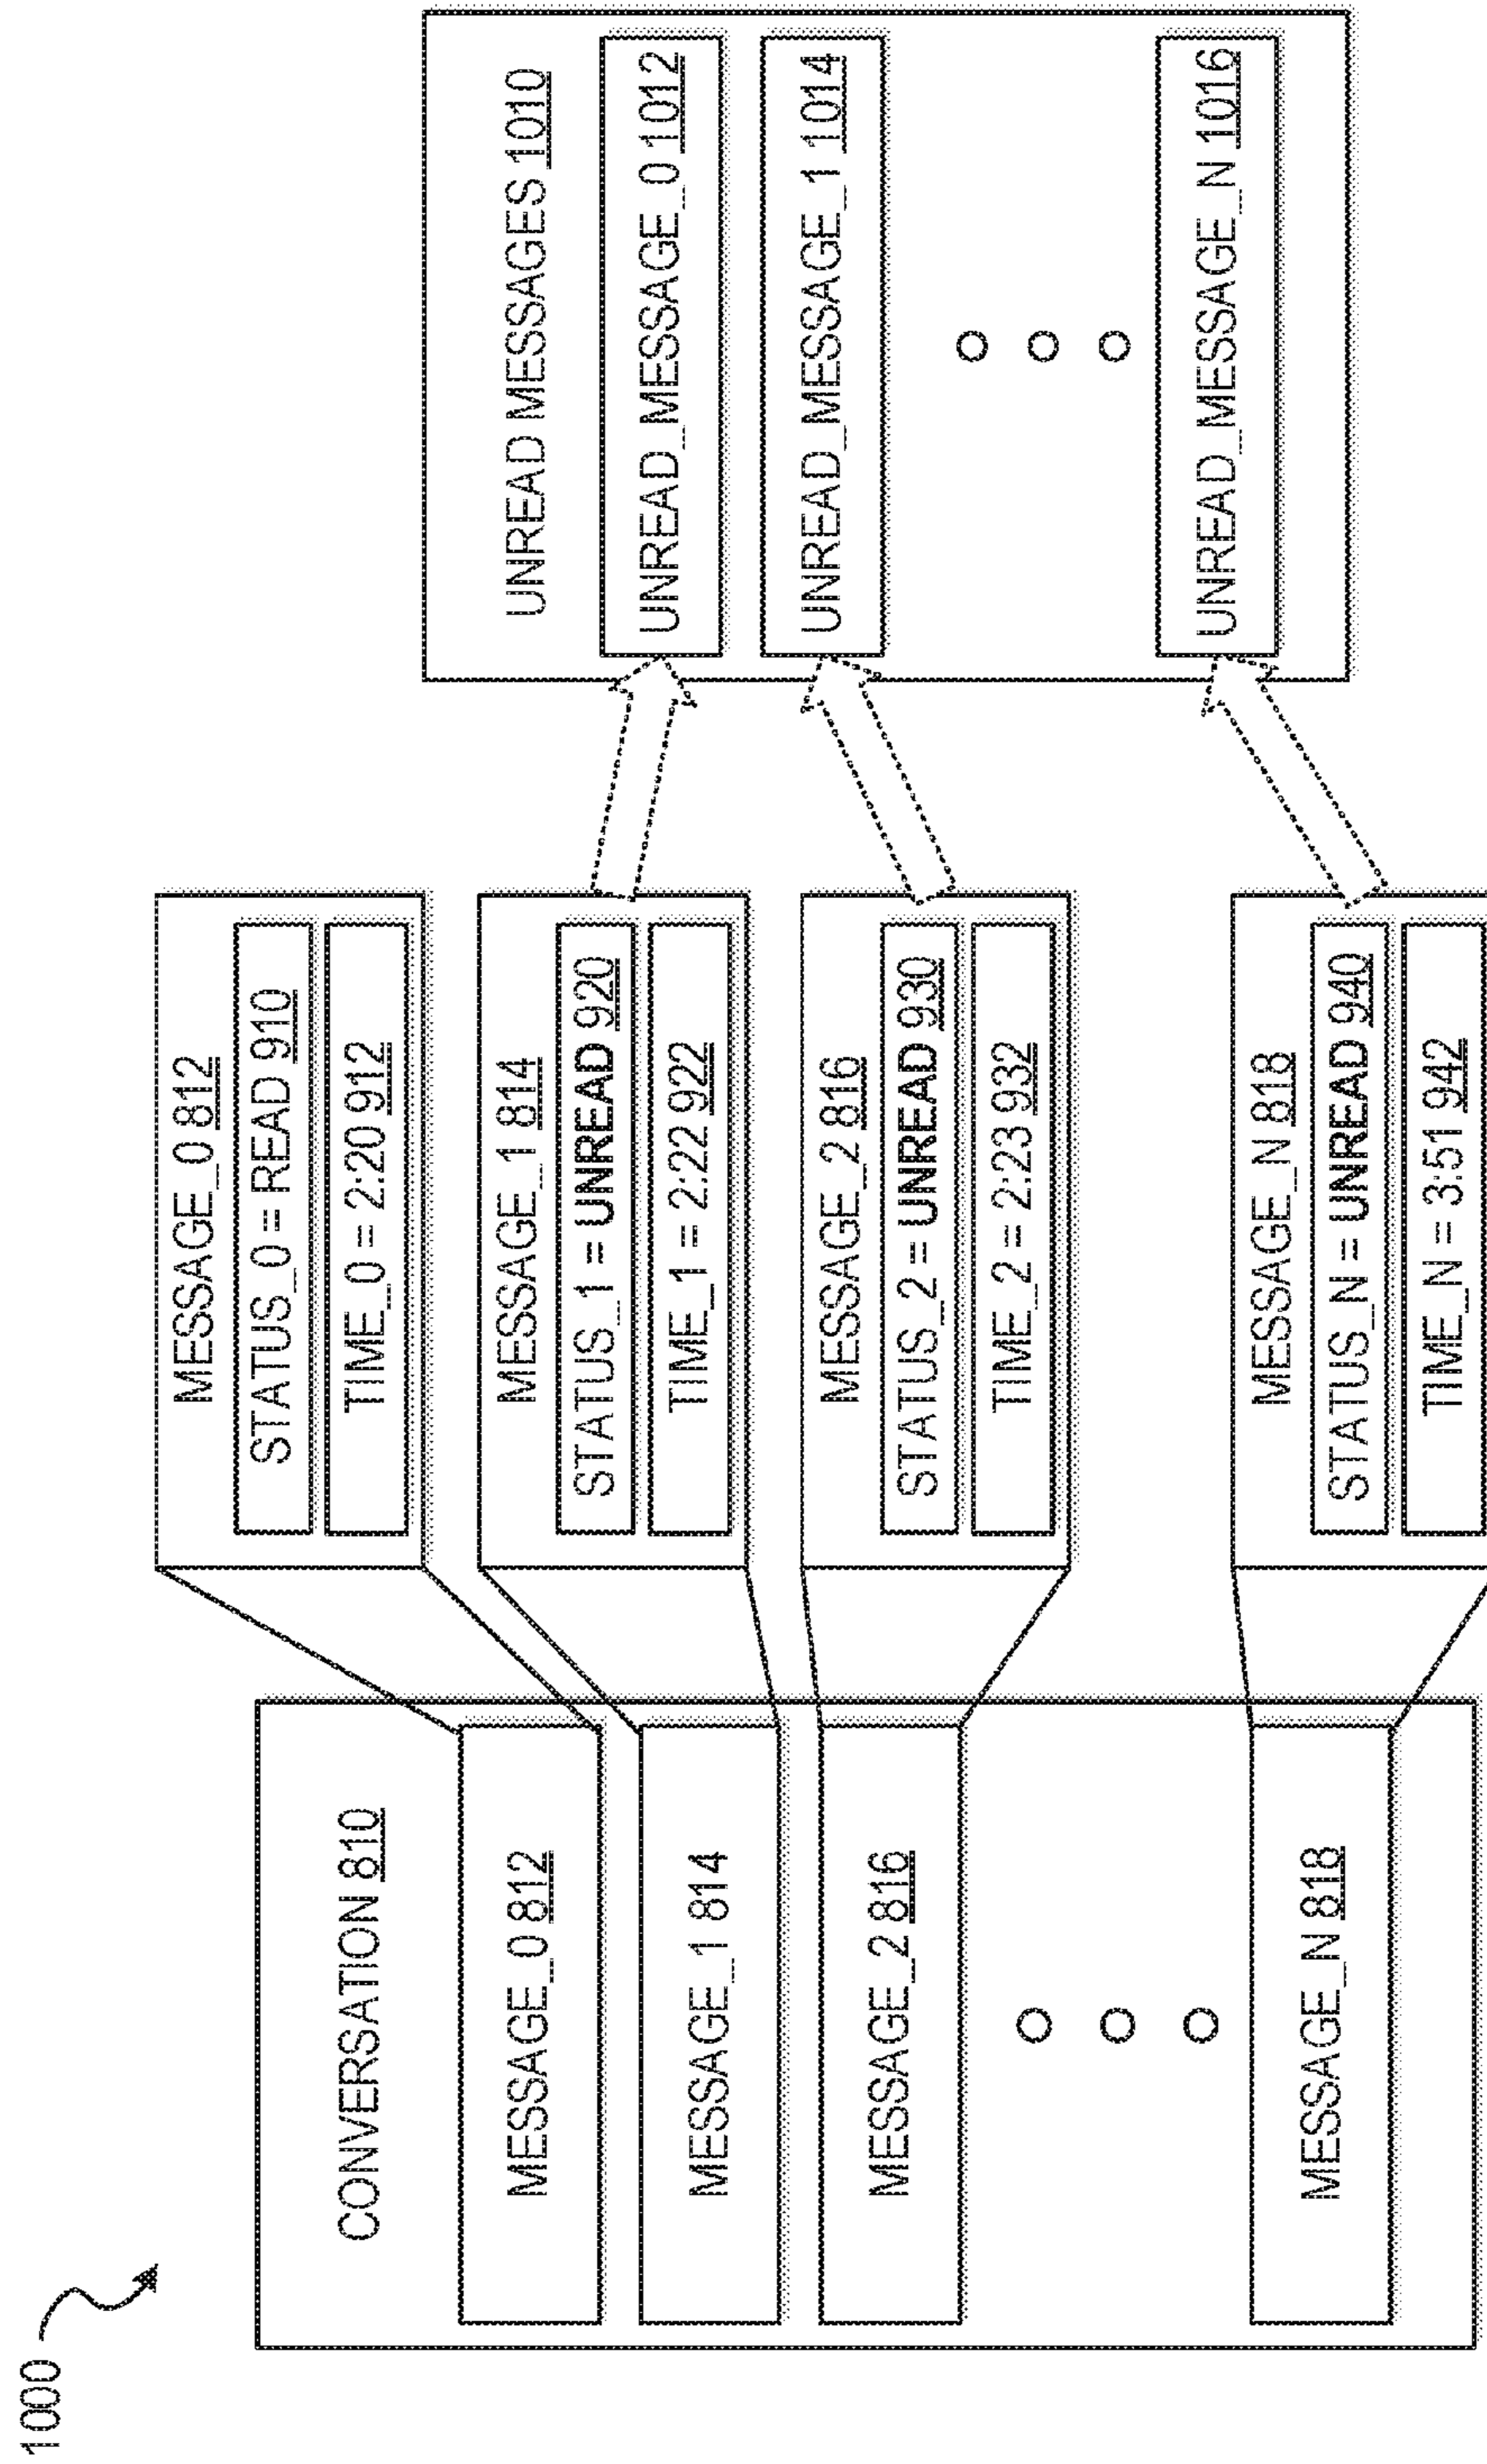 1000
CONVERSATION 810
MESSAGE_0 812
MESSAGE_1 814
MESSAGE_2 816
MESSAGE_N 818
MESSAGE_0 812
STATUS_0 = READ 910
TIME_0 = 2:20 912
MESSAGE_1 814
STATUS_1 = UNREAD 920
TIME_1 = 2:22 922
MESSAGE_2 816
STATUS_2 = UNREAD 930
TIME_2 = 2:23 932
MESSAGE_N 818
STATUS_N = UNREAD 940
TIME_N = 3:51 942
UNREAD MESSAGES 1010
UNREAD_MESSAGE_0 1012
UNREAD_MESSAGE_1 1014
UNREAD_MESSAGE_N 1016